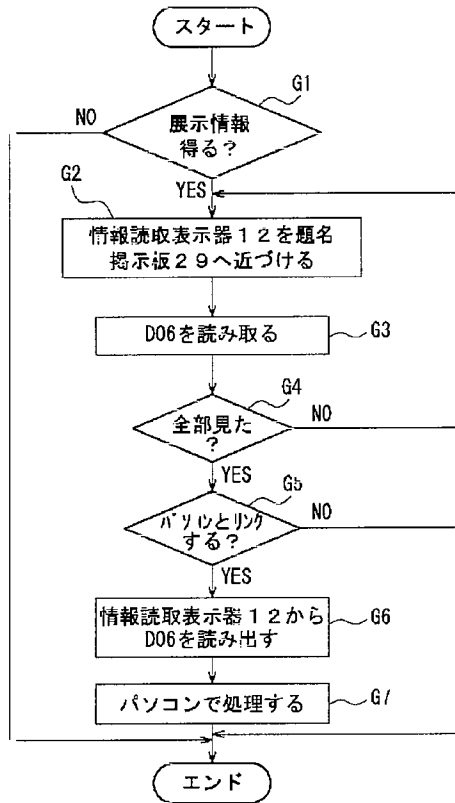 スタート
G1
NO
展示情報
得る？
G2
YES
情報読取表示器１２を題名
掲示板２９へ近づける
D06を読み取る
G3
G4
全部見た
？
NO
YES
G5
パソコンとリンク
する？
NO
YES
情報読取表示器１２から
D06を読み出す
G6
パソコンで処理する
G7
エンド